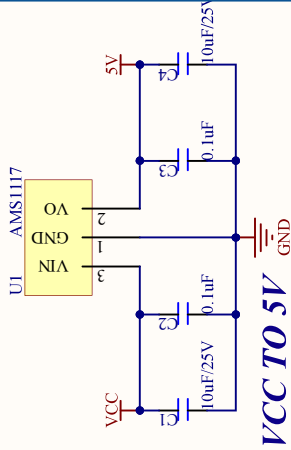 VCC TO 5V
U1
AMS1117
VIN
3
GND
1
VO
2
VCC
5V
C1
10uF/25V
C2
0.1uF
C3
0.1uF
C4
10uF/25V
GND